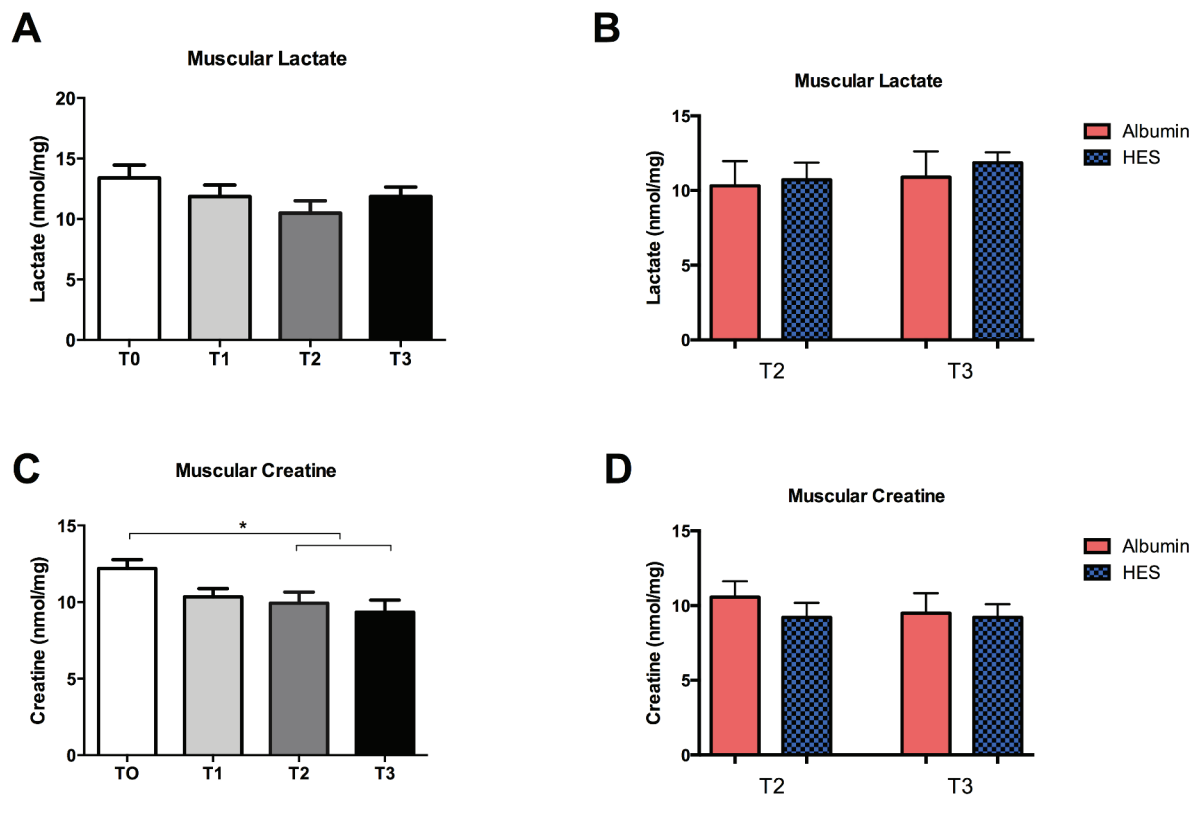 A
Muscular Lactate
Lactate (nmol/mg)
20
15
10
5
0
T0
T1
T2
T3
B
Muscular Lactate
Lactate (nmol/mg)
15
10
5
0
T2
T3
Albumin
HES
C
Muscular Creatine
Creatine (nmol/mg)
15
10
5
0
*
TO
T1
T2
T3
D
Muscular Creatine
Creatine (nmol/mg)
15
10
5
0
T2
T3
Albumin
HES